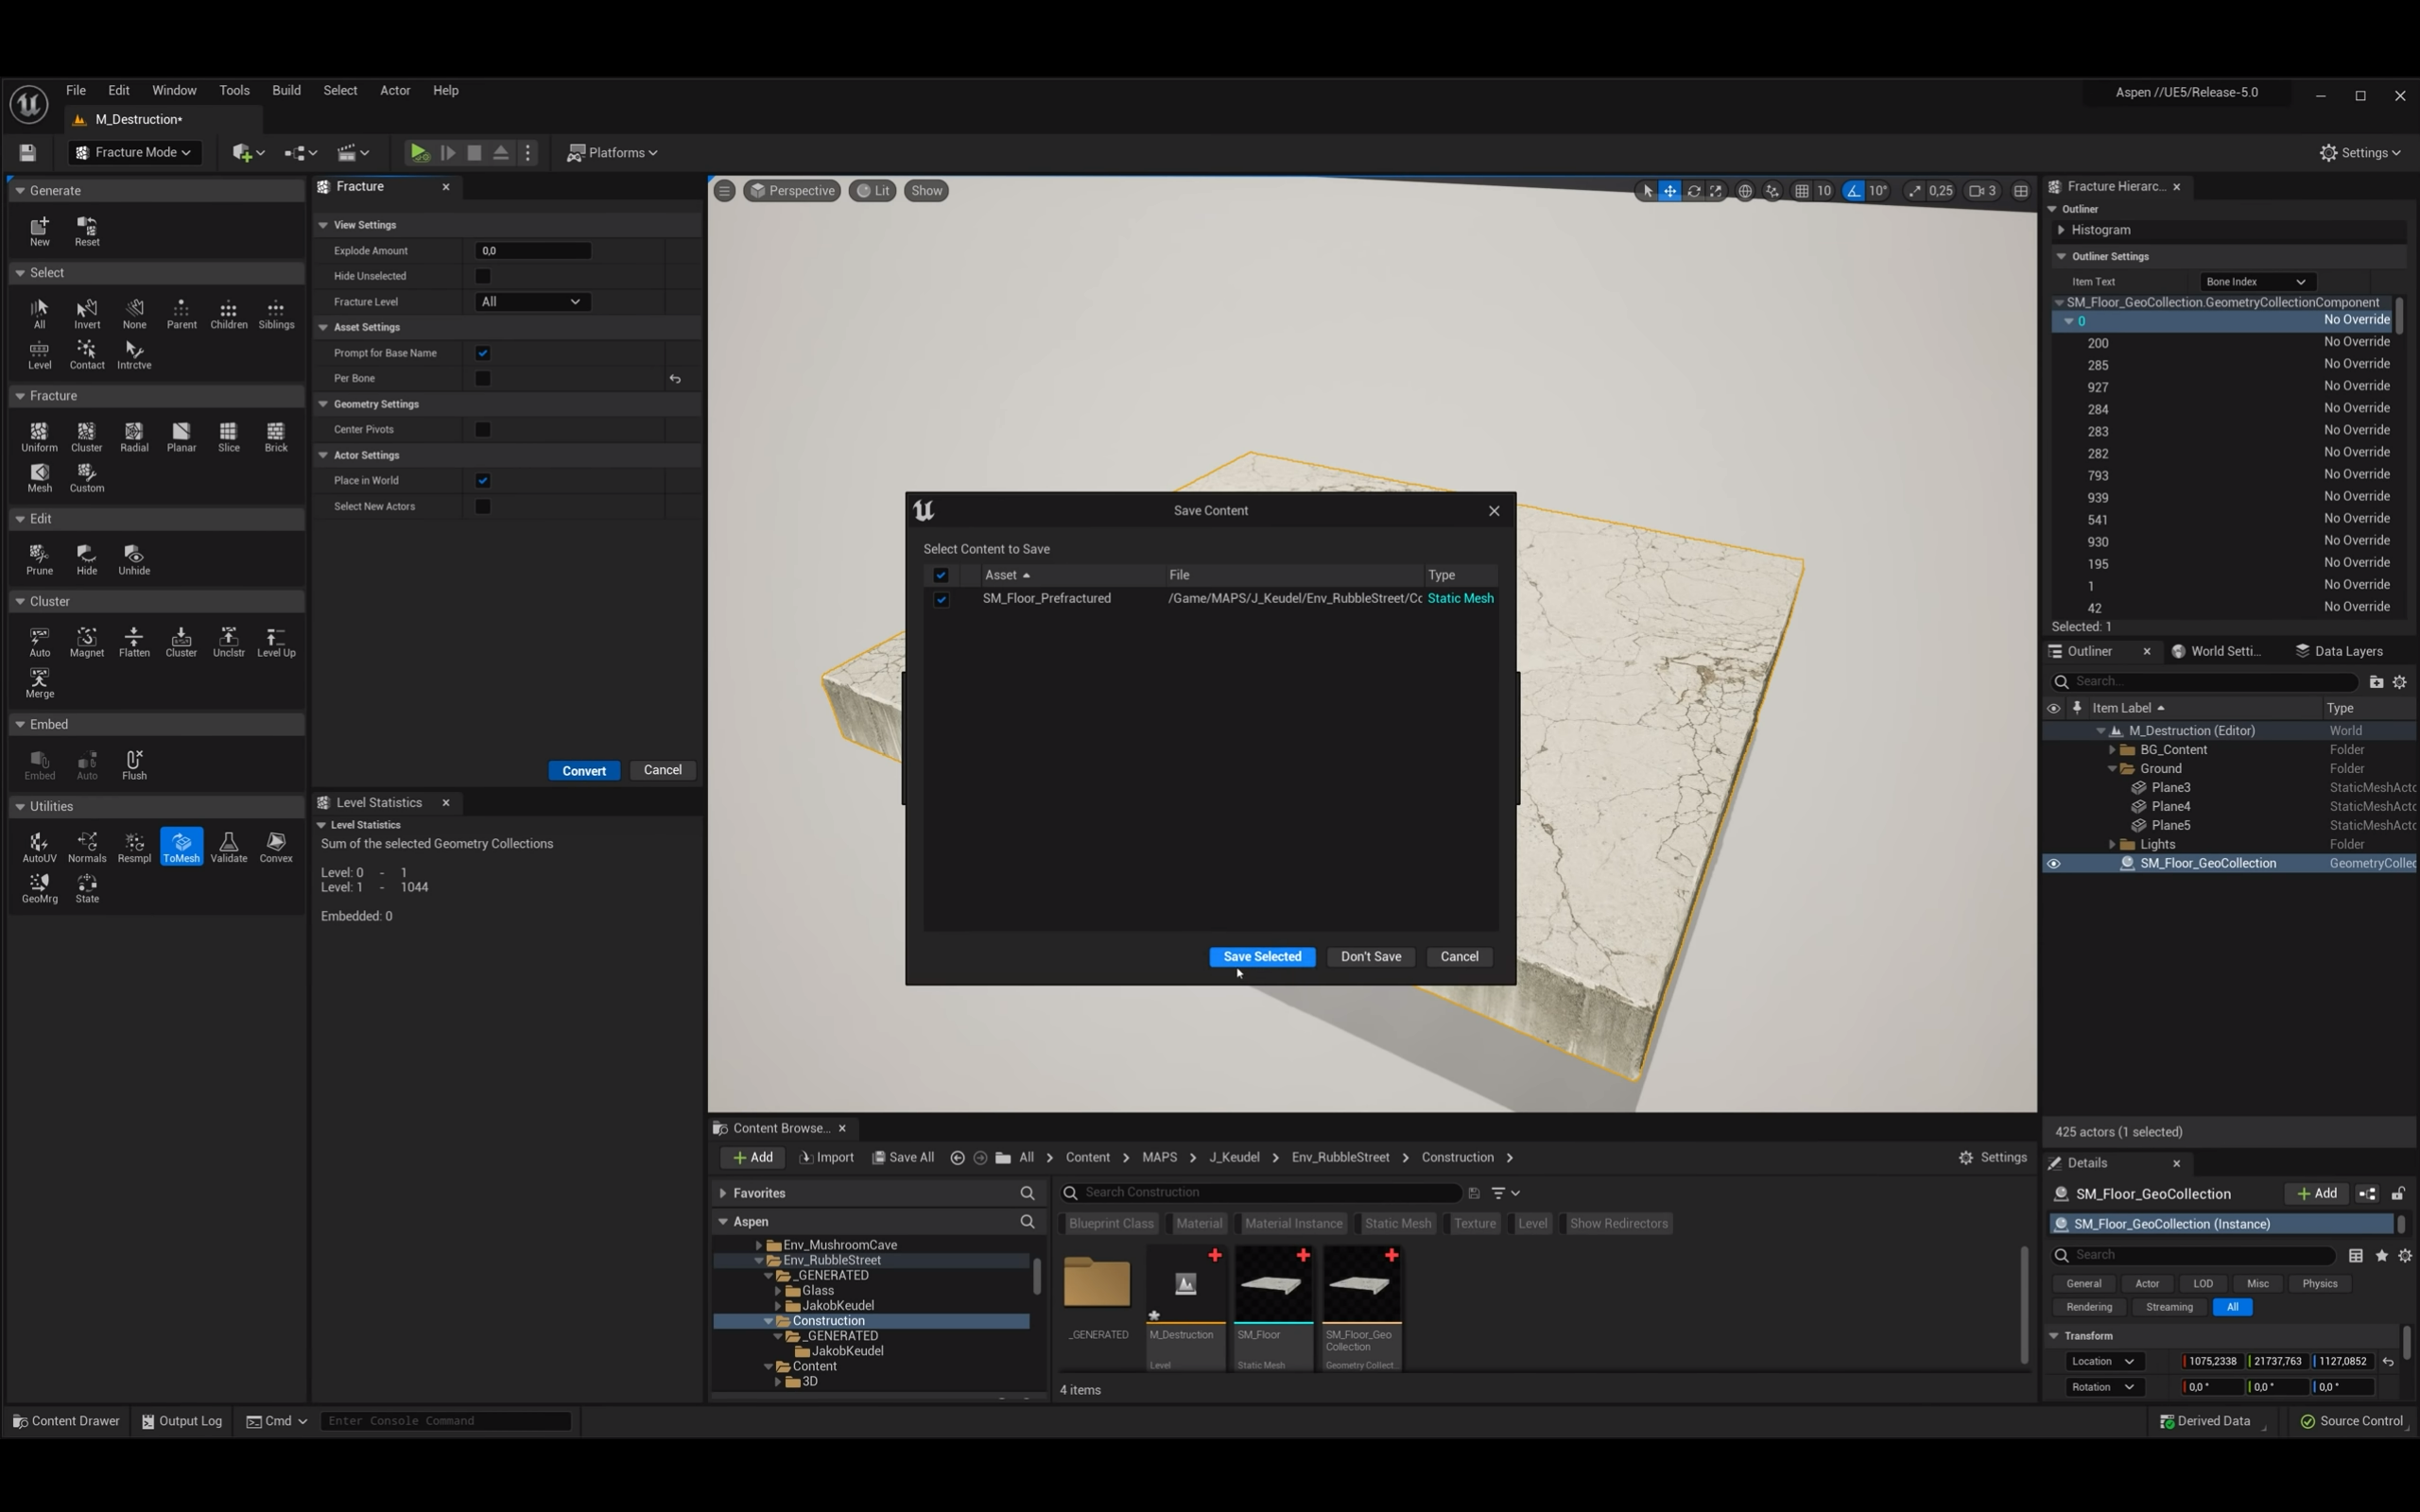 File Edit Window Tools Build Select Actor Help
Aspen //UE5/Release-5.0
M_Destruction*
Fracture Mode
Platforms
Settings
Generate
New Reset
Select
All Invert None Parent Children Siblings
Level Contact Intrctve
Fracture
Uniform Cluster Radial Planar Slice Brick
Mesh Custom
Edit
Prune Hide Unhide
Cluster
Auto Magnet Flatten Cluster Unclstr Level Up
Merge
Embed
Embed Auto Flush
Utilities
AutoUV Normals Resmpl ToMesh Validate Convex
GeoMrg State
Fracture
View Settings
Explode Amount 0,0
Hide Unselected
Fracture Level All
Asset Settings
Prompt for Base Name
Per Bone
Geometry Settings
Center Pivots
Actor Settings
Place in World
Select New Actors
Convert Cancel
Level Statistics
Level Statistics
Sum of the selected Geometry Collections
Level: 0 - 1
Level: 1 - 1044
Embedded: 0
Perspective Lit Show
10 10° 0,25 3
Save Content
Select Content to Save
Asset File Type
SM_Floor_Prefractured /Game/MAPS/J_Keudel/Env_RubbleStreet/Cc Static Mesh
Save Selected Don't Save Cancel
Fracture Hierarc...
Outliner
Histogram
Outliner Settings
Item Text Bone Index
SM_Floor_GeoCollection.GeometryCollectionComponent
0 No Override
200 No Override
285 No Override
927 No Override
284 No Override
283 No Override
282 No Override
793 No Override
939 No Override
541 No Override
930 No Override
195 No Override
1 No Override
42 No Override
Selected: 1
Outliner World Setti... Data Layers
Search...
Item Label Type
M_Destruction (Editor) World
BG_Content Folder
Ground Folder
Plane3 StaticMeshActo
Plane4 StaticMeshActo
Plane5 StaticMeshActo
Lights Folder
SM_Floor_GeoCollection GeometryCollec
425 actors (1 selected)
Details
SM_Floor_GeoCollection Add
SM_Floor_GeoCollection (Instance)
Search
General Actor LOD Misc Physics
Rendering Streaming All
Transform
Location 1075,2338 21737,763 1127,0852
Rotation 0,0 ° 0,0 ° 0,0 °
Content Browse...
Add Import Save All All Content MAPS J_Keudel Env_RubbleStreet Construction Settings
Favorites
Aspen
Env_MushroomCave
Env_RubbleStreet
_GENERATED
Glass
JakobKeudel
Construction
_GENERATED
JakobKeudel
Content
3D
Search Construction
Blueprint Class Material Material Instance Static Mesh Texture Level Show Redirectors
_GENERATED
M_Destruction
Level
SM_Floor
Static Mesh
SM_Floor_Geo
Collection
Geometry Collect...
4 items
Content Drawer Output Log Cmd Enter Console Command
Derived Data Source Control